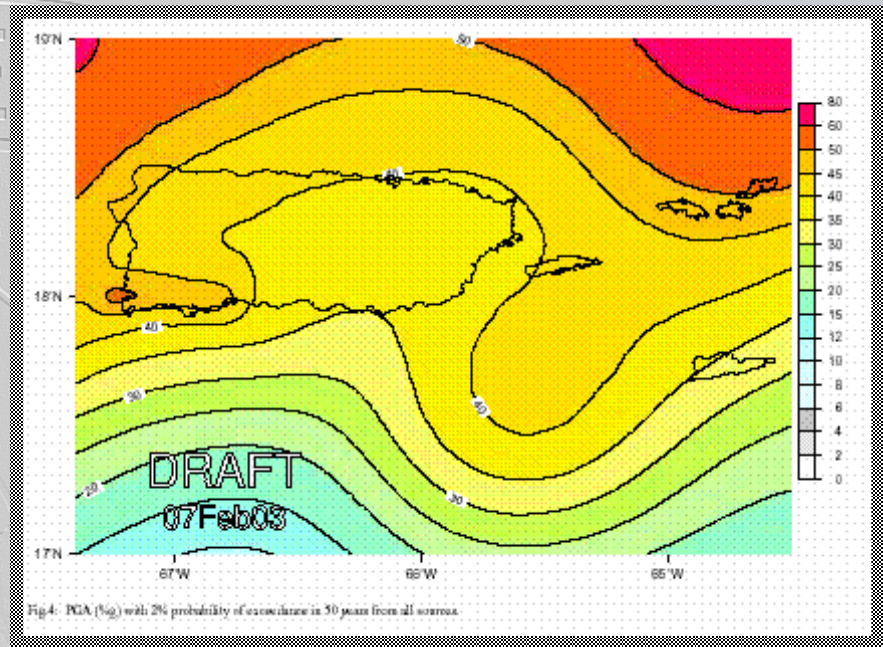 19°N
50
80
60
50
45
40
40
35
30
25
20
18°N
15
40
12
10
30
8
40
6
4
DRAFT
20
30
2
07Feb03
0
17°N
67°W
66°W
65°W
Fig.4: PGA (%g) with 2% probability of exceedance in 50 years from all sources.